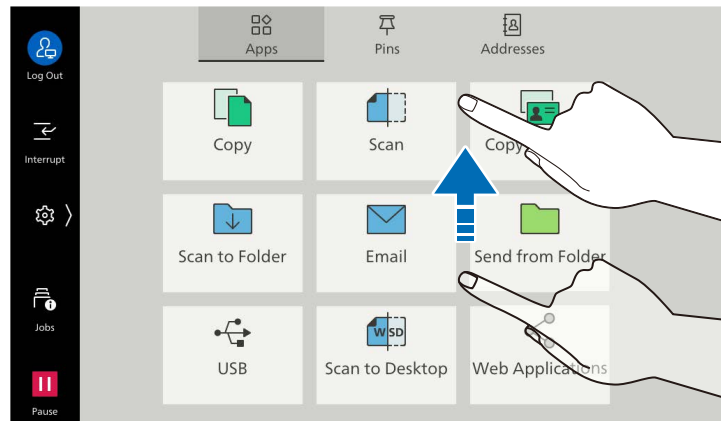 Log Out
Interrupt
Jobs
Pause
Apps
Pins
Addresses
Copy
Scan
Copy
Scan to Folder
Email
Send from Folder
USB
WSD
Scan to Desktop
Web Applications